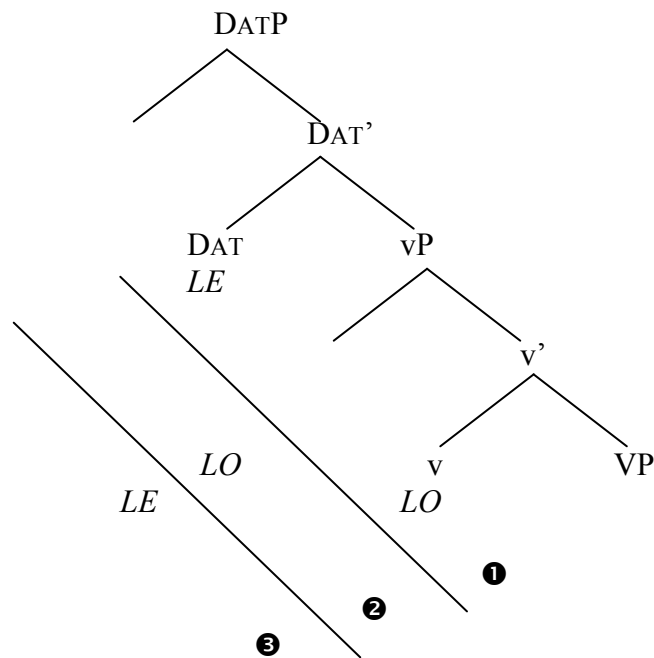 DATP
DAT’
DAT vP
LE
v’
LO v VP
LE LO
❶
❷
❸